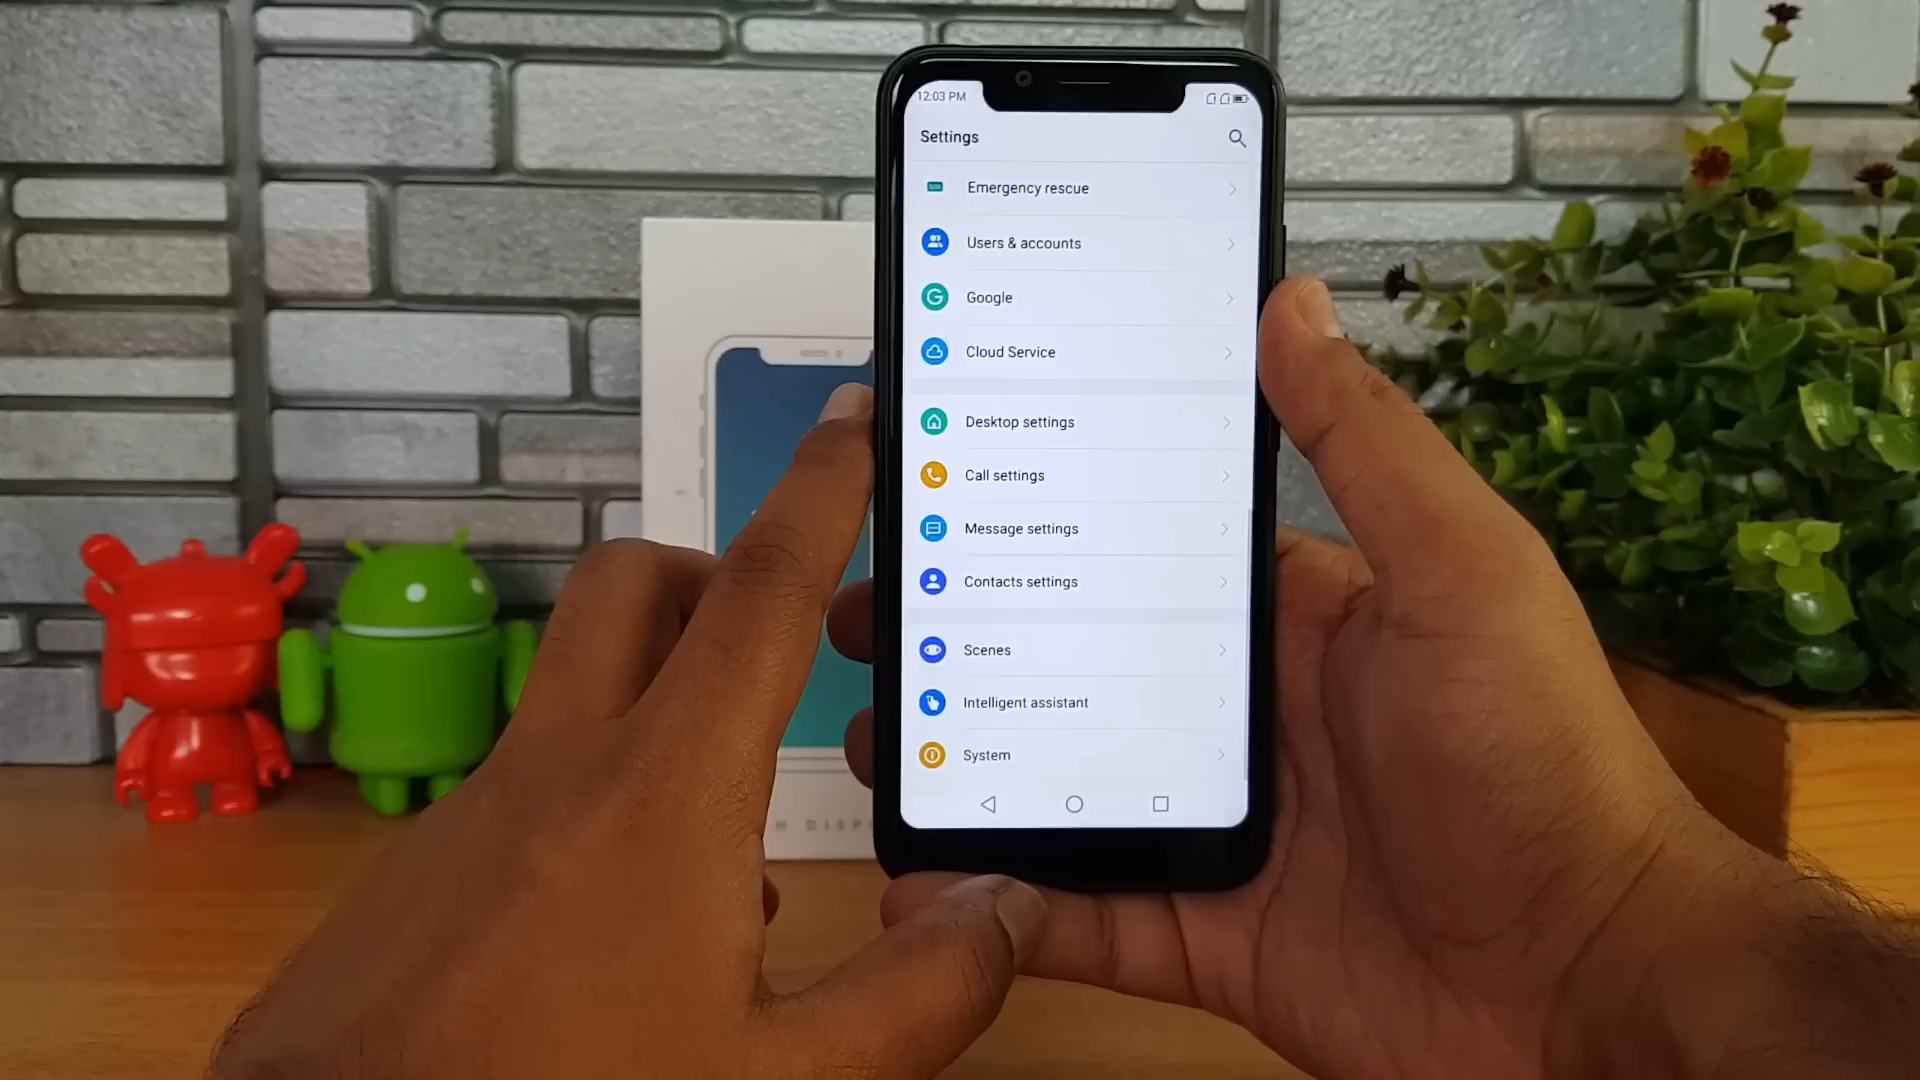 12:03 PM
Settings
Emergency rescue
Users & accounts
Google
Cloud Service
Desktop settings
Call settings
Message settings
Contacts settings
Scenes
Intelligent assistant
System